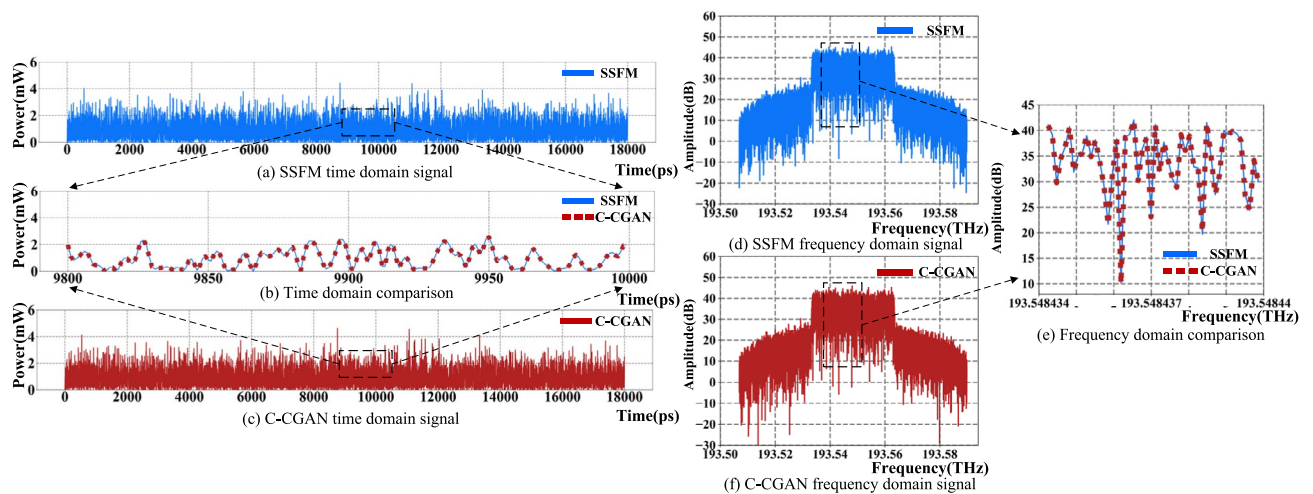 Power(mW)
6
4
2
0
SSFM
0 2000 4000 6000 8000 10000 12000 14000 16000 18000
Time(ps)
(a) SSFM time domain signal
Power(mW)
6
4
2
0
SSFM
C-CGAN
9800 9850 9900 9950 10000
Time(ps)
(b) Time domain comparison
Power(mW)
6
4
2
0
C-CGAN
0 2000 4000 6000 8000 10000 12000 14000 16000 18000
Time(ps)
(c) C-CGAN time domain signal
Amplitude(dB)
60
50
40
30
20
10
0
−10
−20
−30
SSFM
193.50 193.52 193.54 193.56 193.58
Frequency(THz)
(d) SSFM frequency domain signal
Amplitude(dB)
60
50
40
30
20
10
0
−10
−20
−30
C-CGAN
193.50 193.52 193.54 193.56 193.58
Frequency(THz)
(f) C-CGAN frequency domain signal
Amplitude(dB)
45
40
35
30
25
20
15
10
SSFM
C-CGAN
193.548434 193.548437 193.54844
Frequency(THz)
(e) Frequency domain comparison